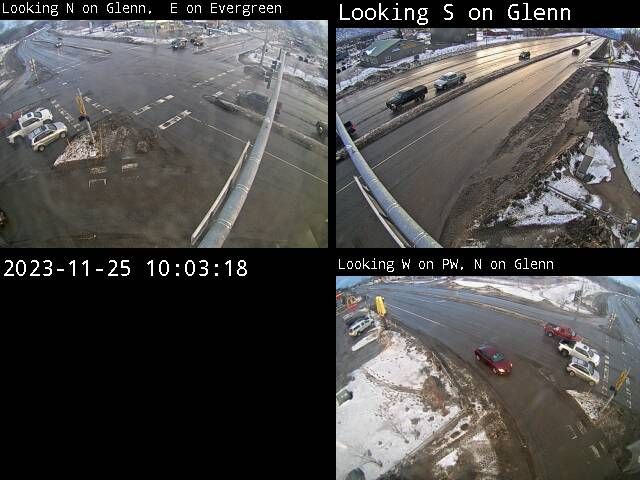 Looking N on Glenn, E on Evergreen
Looking S on Glenn
2023-11-25 10:03:18
Looking W on PW, N on Glenn